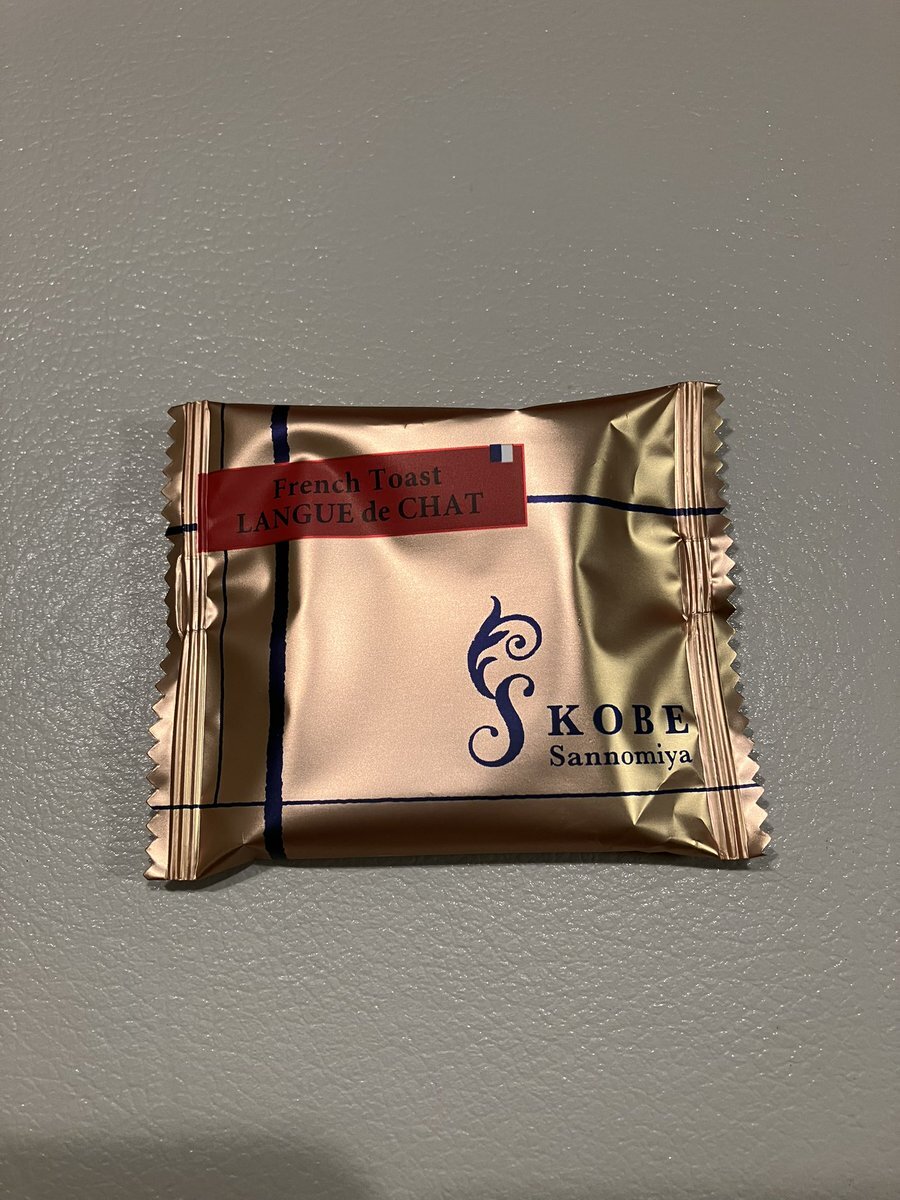 French Toast
LANGUE de CHAT
KOBE
Sannomiya